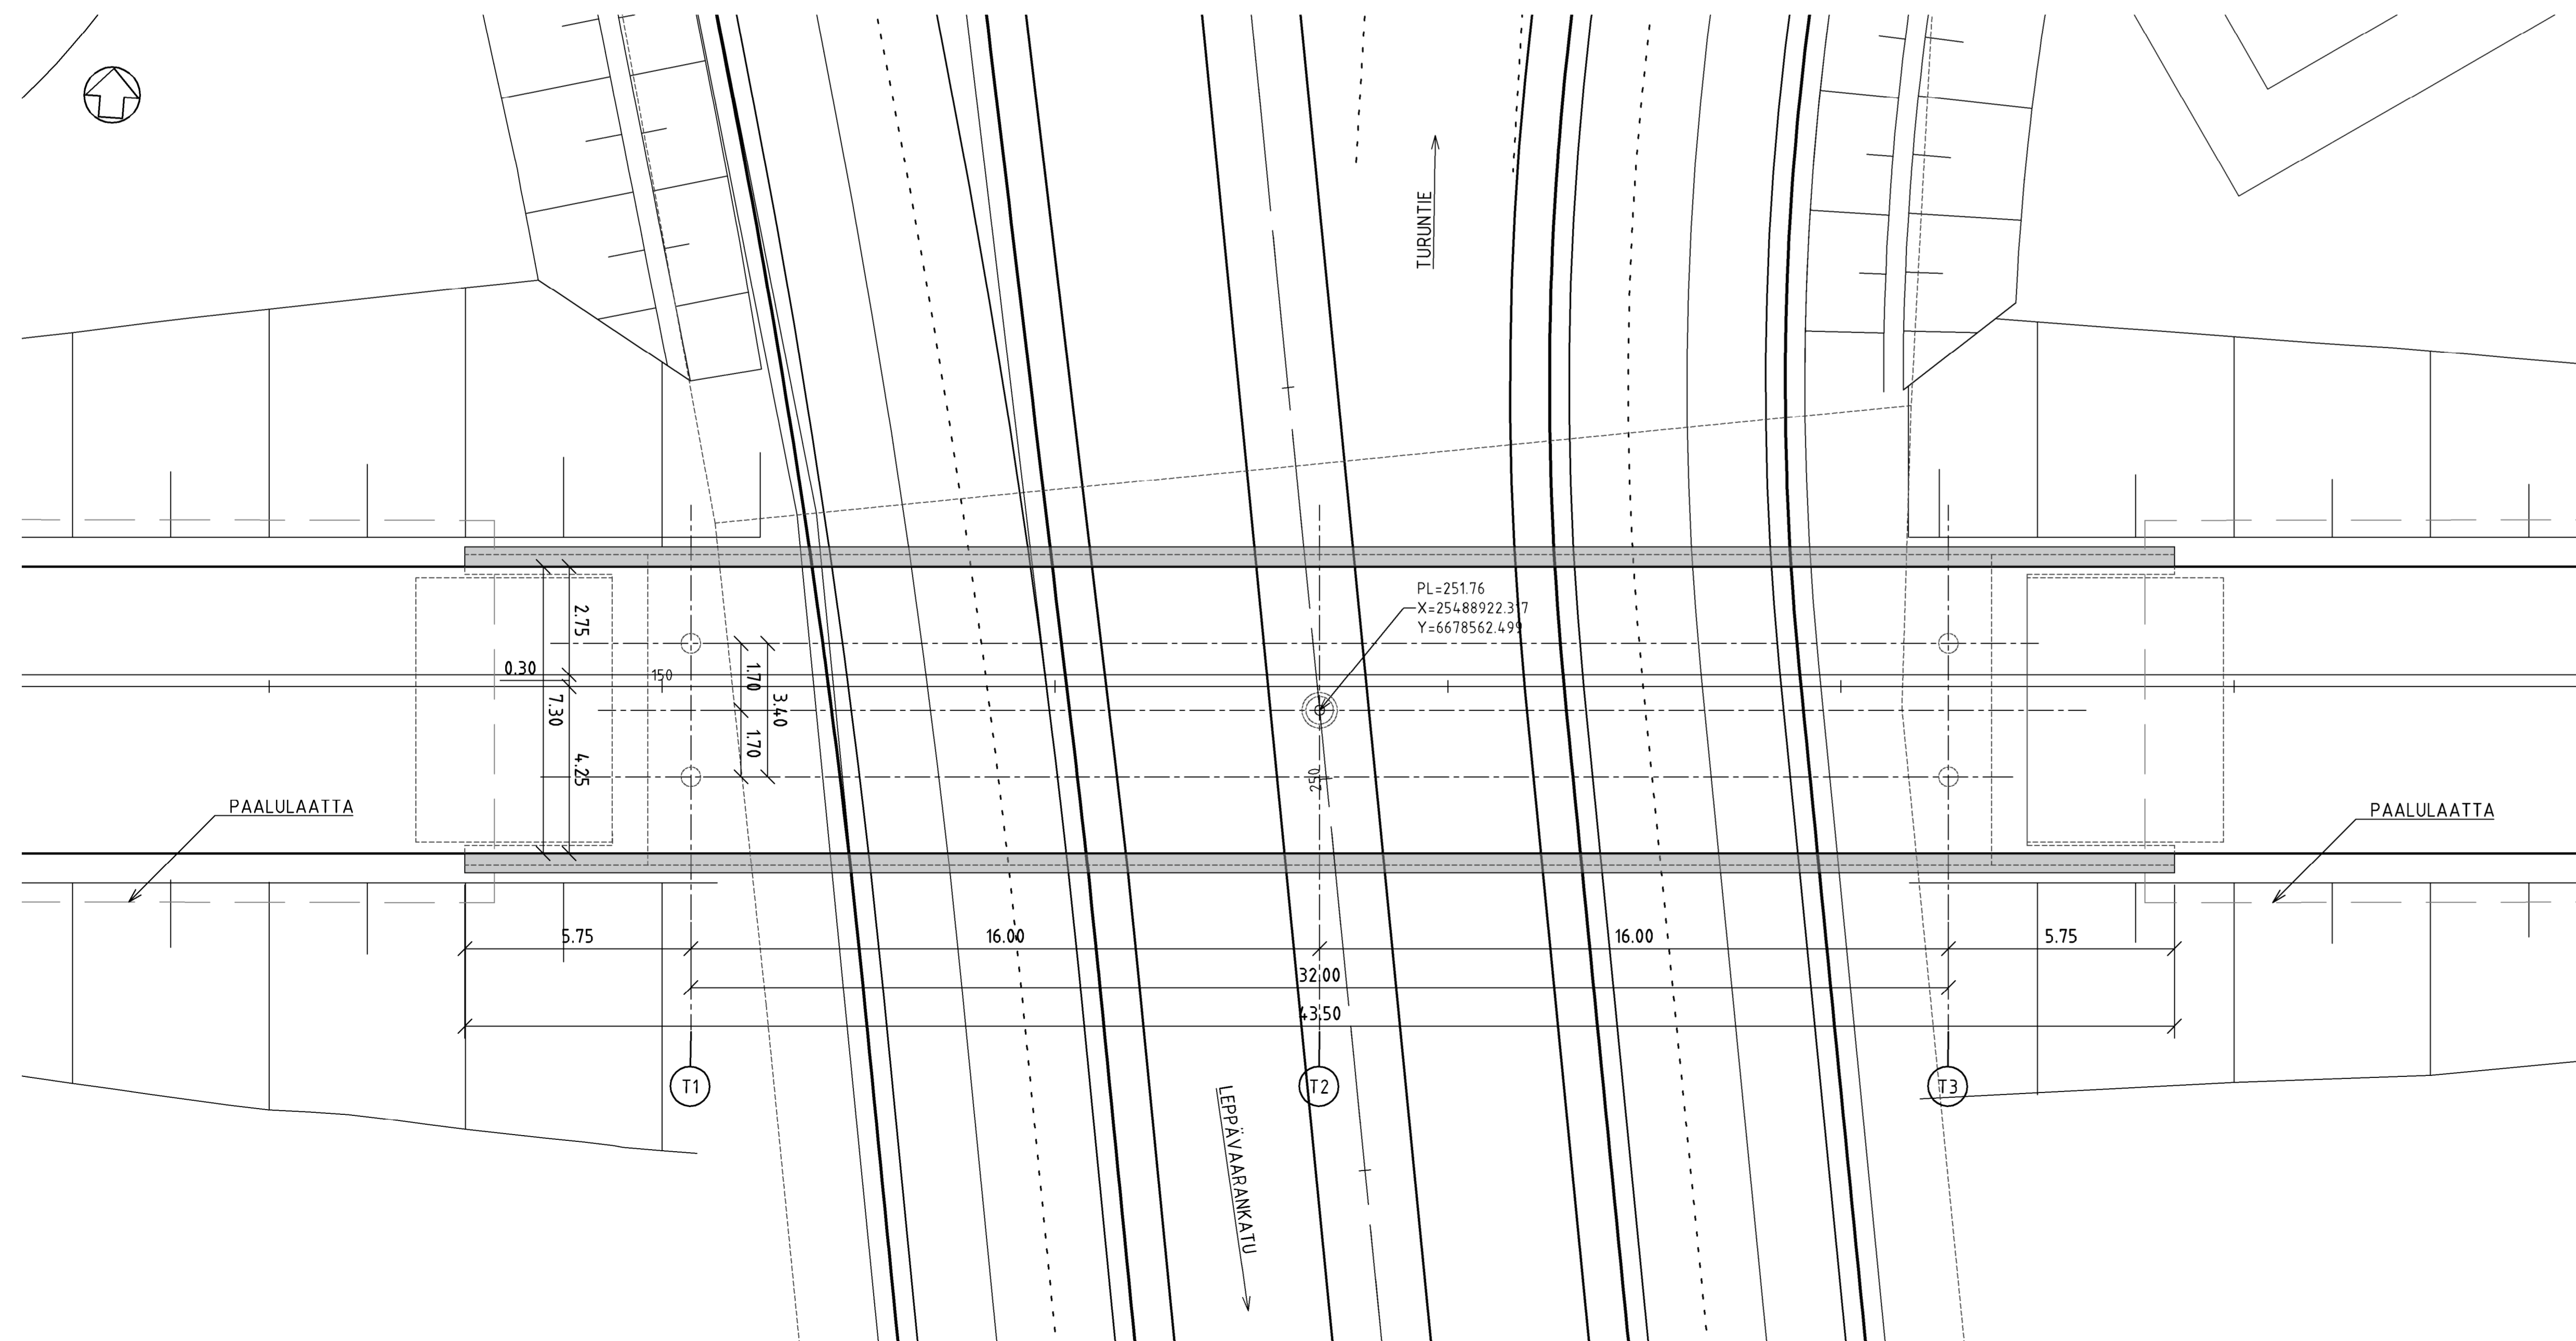 TURUNTIE
PL=251.76
X=25488922.317
Y=6678562.499
2.75
0.30
150
1.70
3.40
7.30
1.70
4.25
250
PAALULAATTA
PAALULAATTA
5.75
16.00
16.00
5.75
32.00
43.50
T1
T2
T3
LEPPÄVAARANKATU